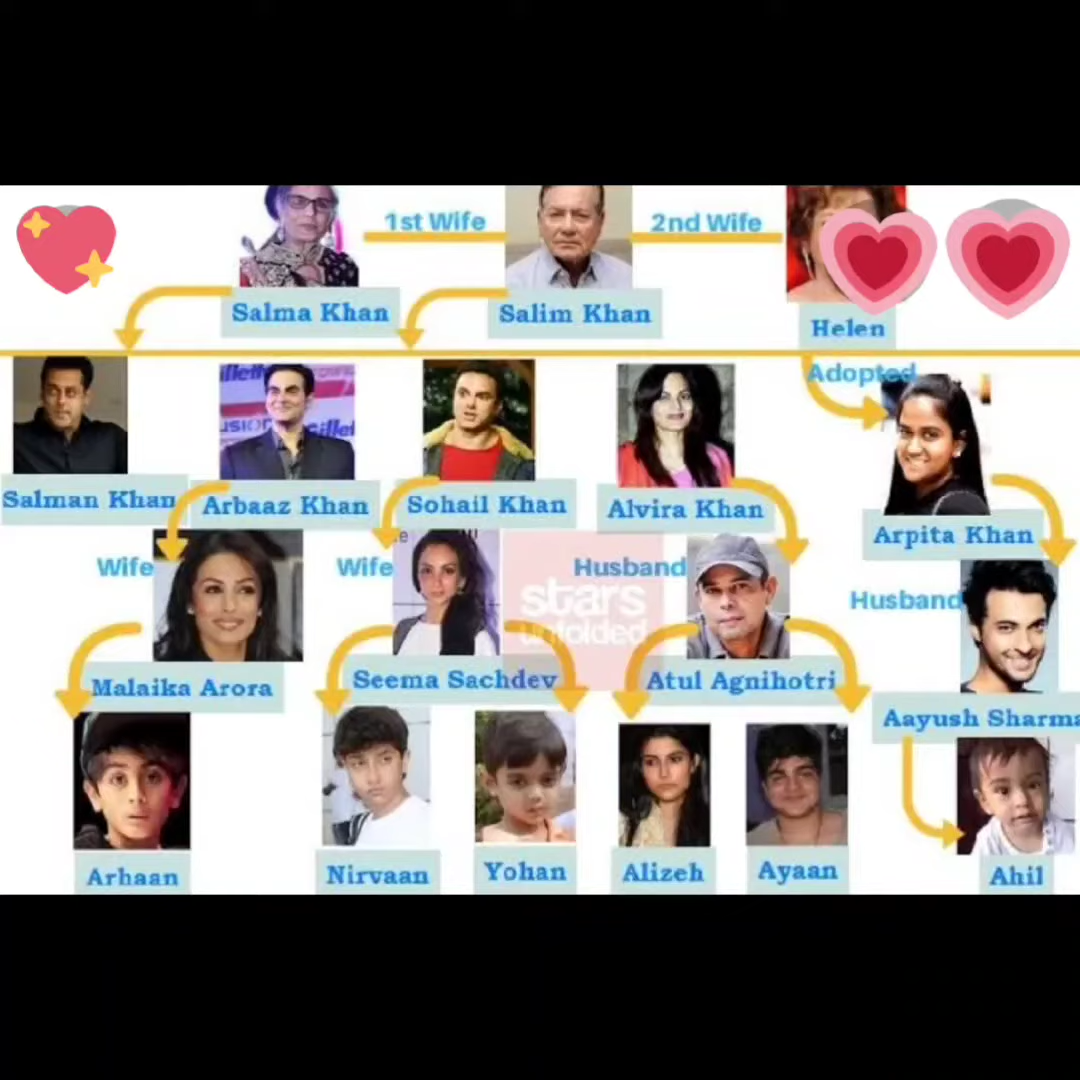 1st Wife
2nd Wife
Salma Khan
Salim Khan
Helen
Adopted
Salman Khan
Arbaaz Khan
Sohail Khan
Alvira Khan
Arpita Khan
Wife
Wife
Husband
Husband
stars
unfolded
Malaika Arora
Seema Sachdev
Atul Agnihotri
Aayush Sharma
Arhaan
Nirvaan
Yohan
Alizeh
Ayaan
Ahil